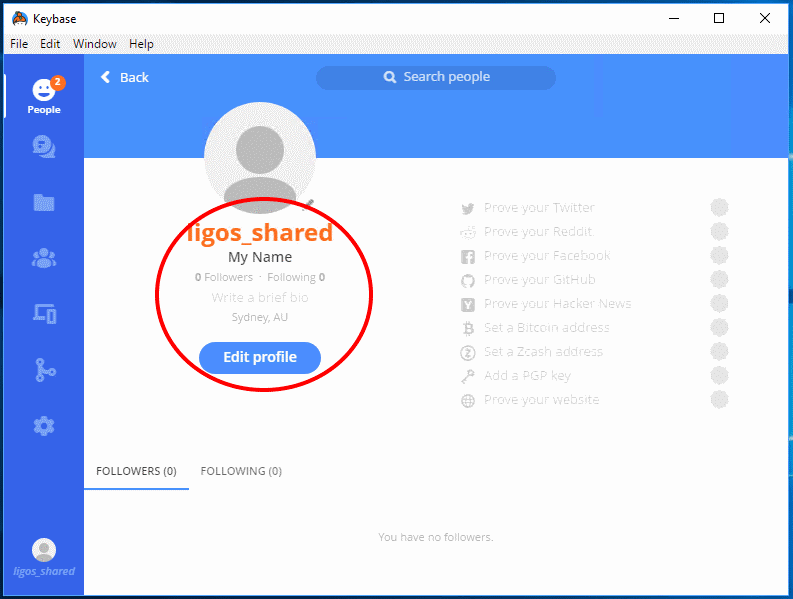 Keybase
File Edit Window Help
Back
Search people
2
People
ligos_shared
My Name
0 Followers · Following 0
Write a brief bio
Sydney, AU
Edit profile
Prove your Twitter
Prove your Reddit
Prove your Facebook
Prove your GitHub
Prove your Hacker News
Set a Bitcoin address
Set a Zcash address
Add a PGP key
Prove your website
FOLLOWERS (0) FOLLOWING (0)
You have no followers.
ligos_shared